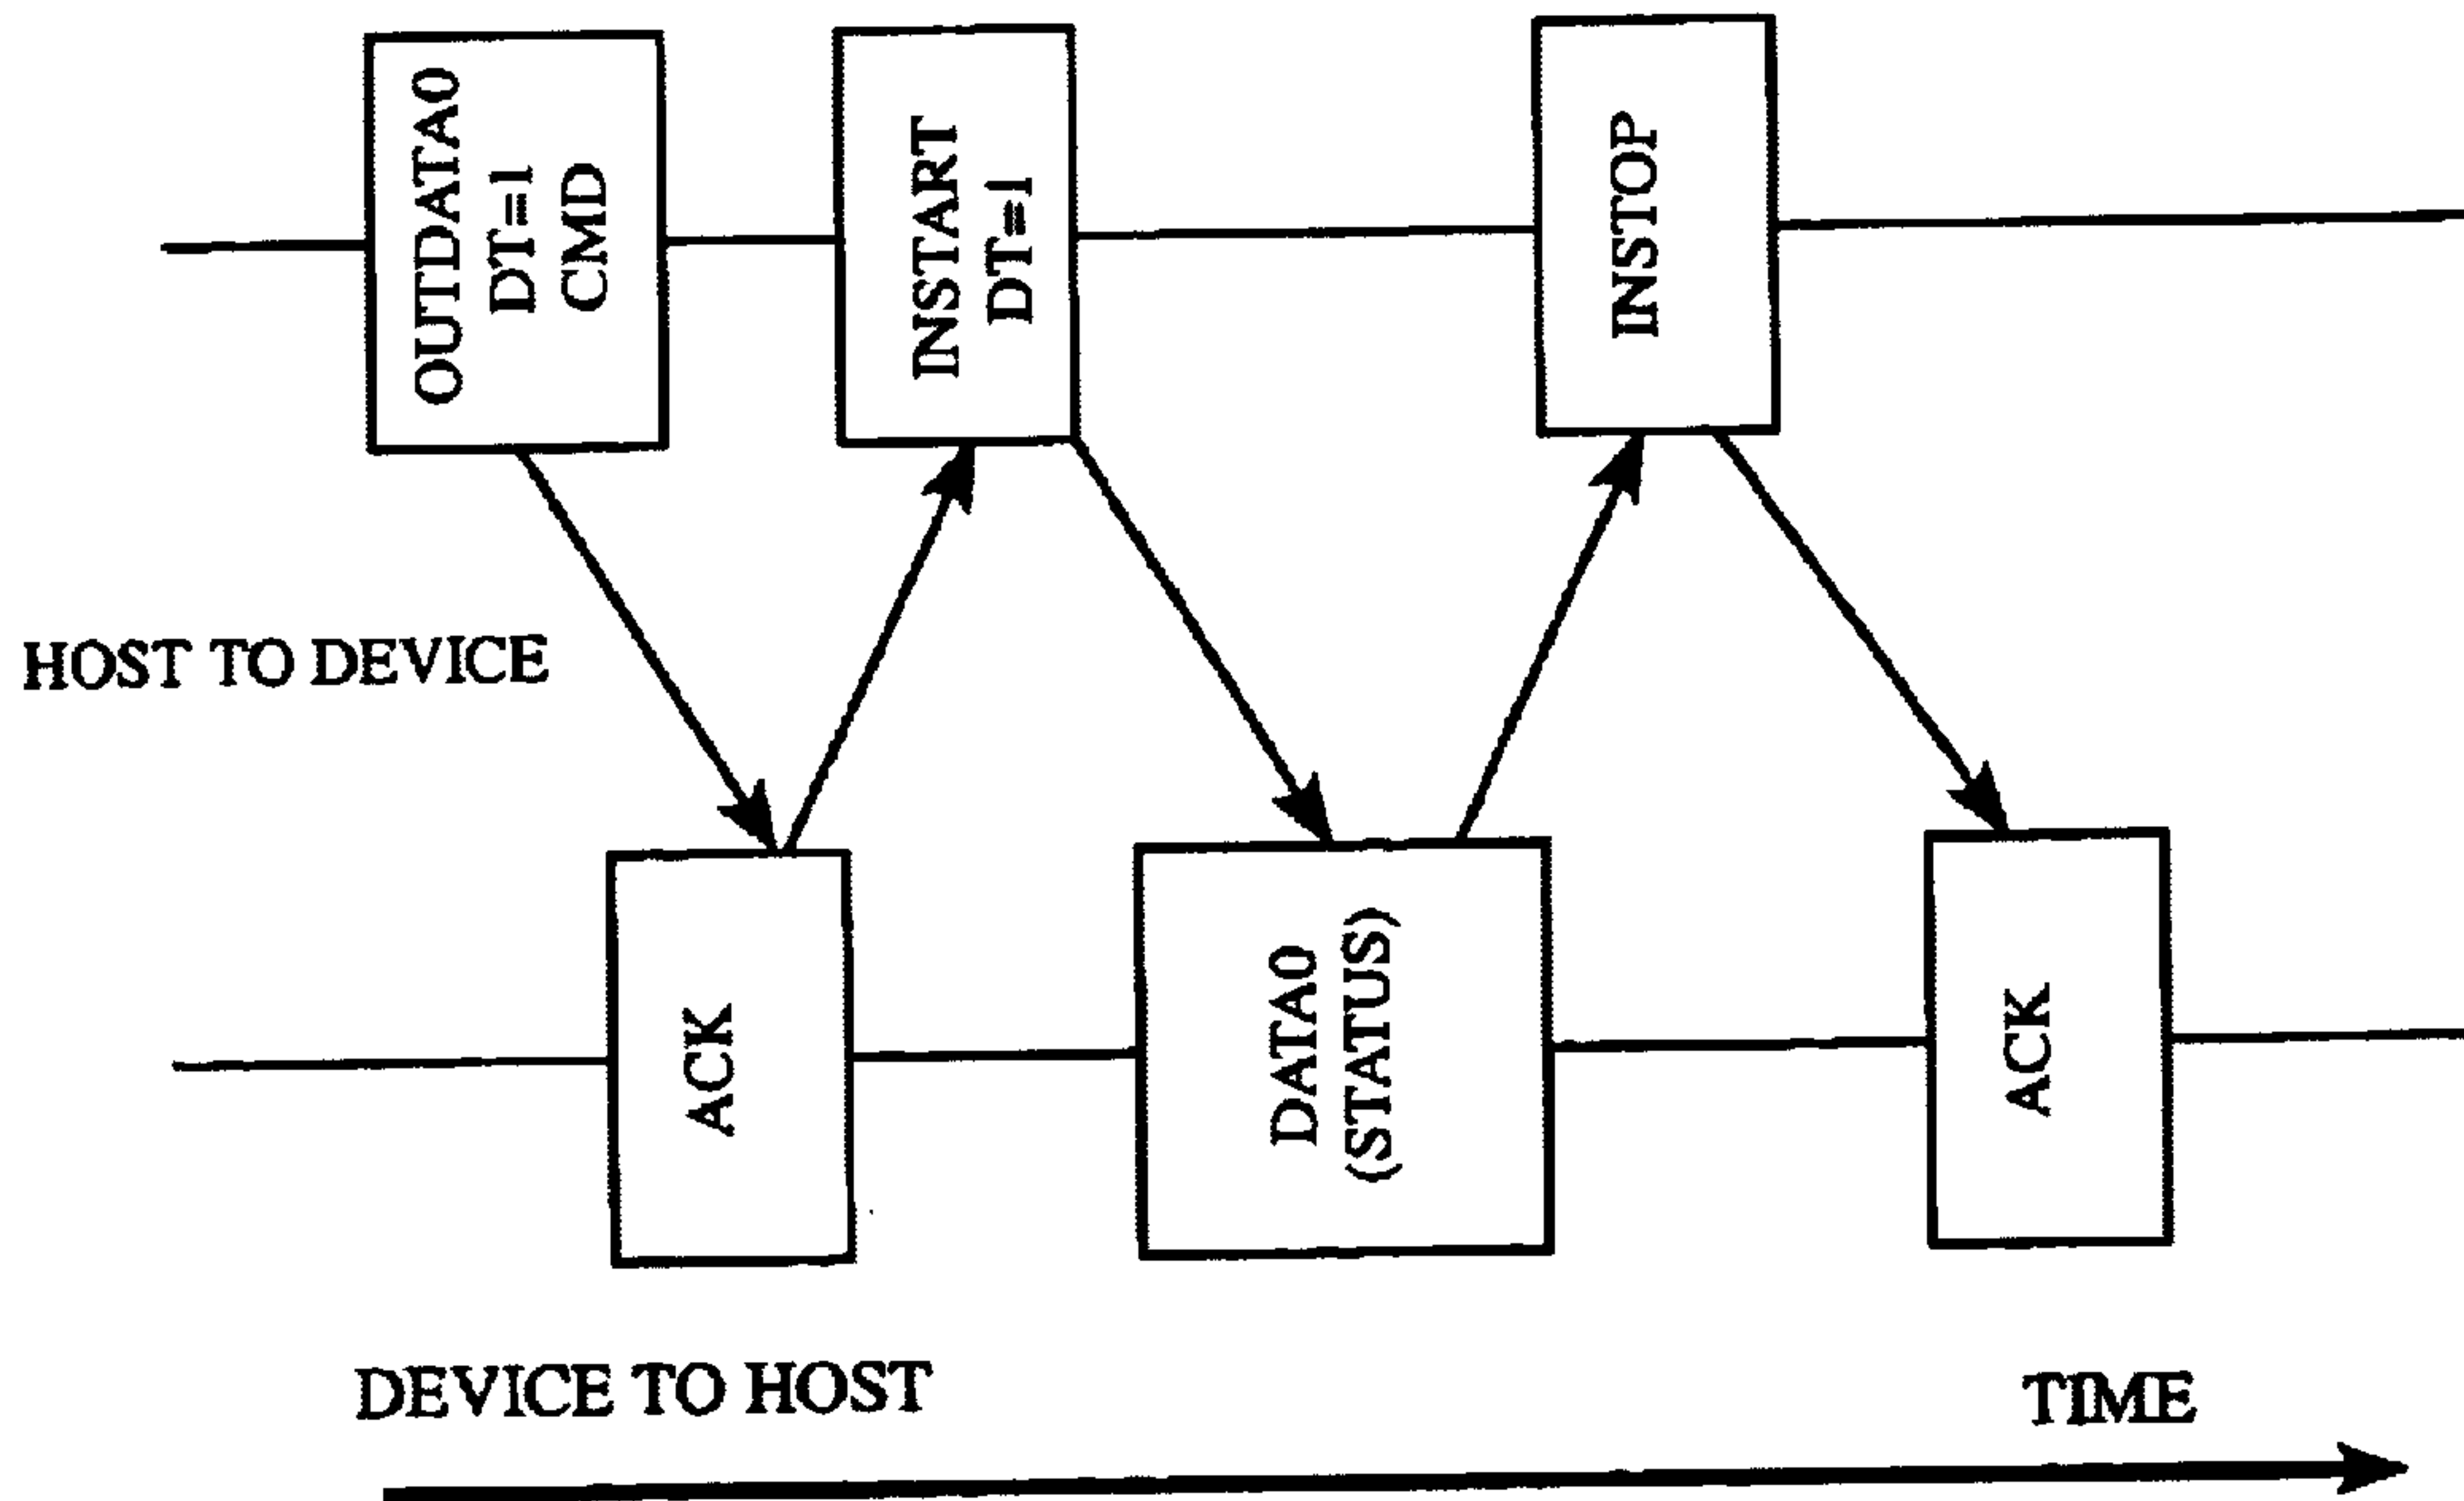 OUTDATA0
DT=1
CMD
INSTART
DT=1
INSTOP
HOST TO DEVICE
ACK
DATA0
(STATUS)
ACK
DEVICE TO HOST
TIME